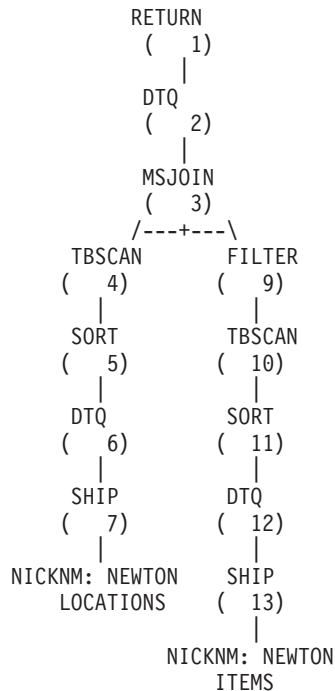 RETURN
( 1)
|
DTQ
( 2)
|
MSJOIN
( 3)
/---+---\
TBSCAN FILTER
( 4) ( 9)
| |
SORT TBSCAN
( 5) ( 10)
| |
DTQ SORT
( 6) ( 11)
| |
SHIP DTQ
( 7) ( 12)
| |
NICKNM: NEWTON SHIP
LOCATIONS ( 13)
|
NICKNM: NEWTON
ITEMS